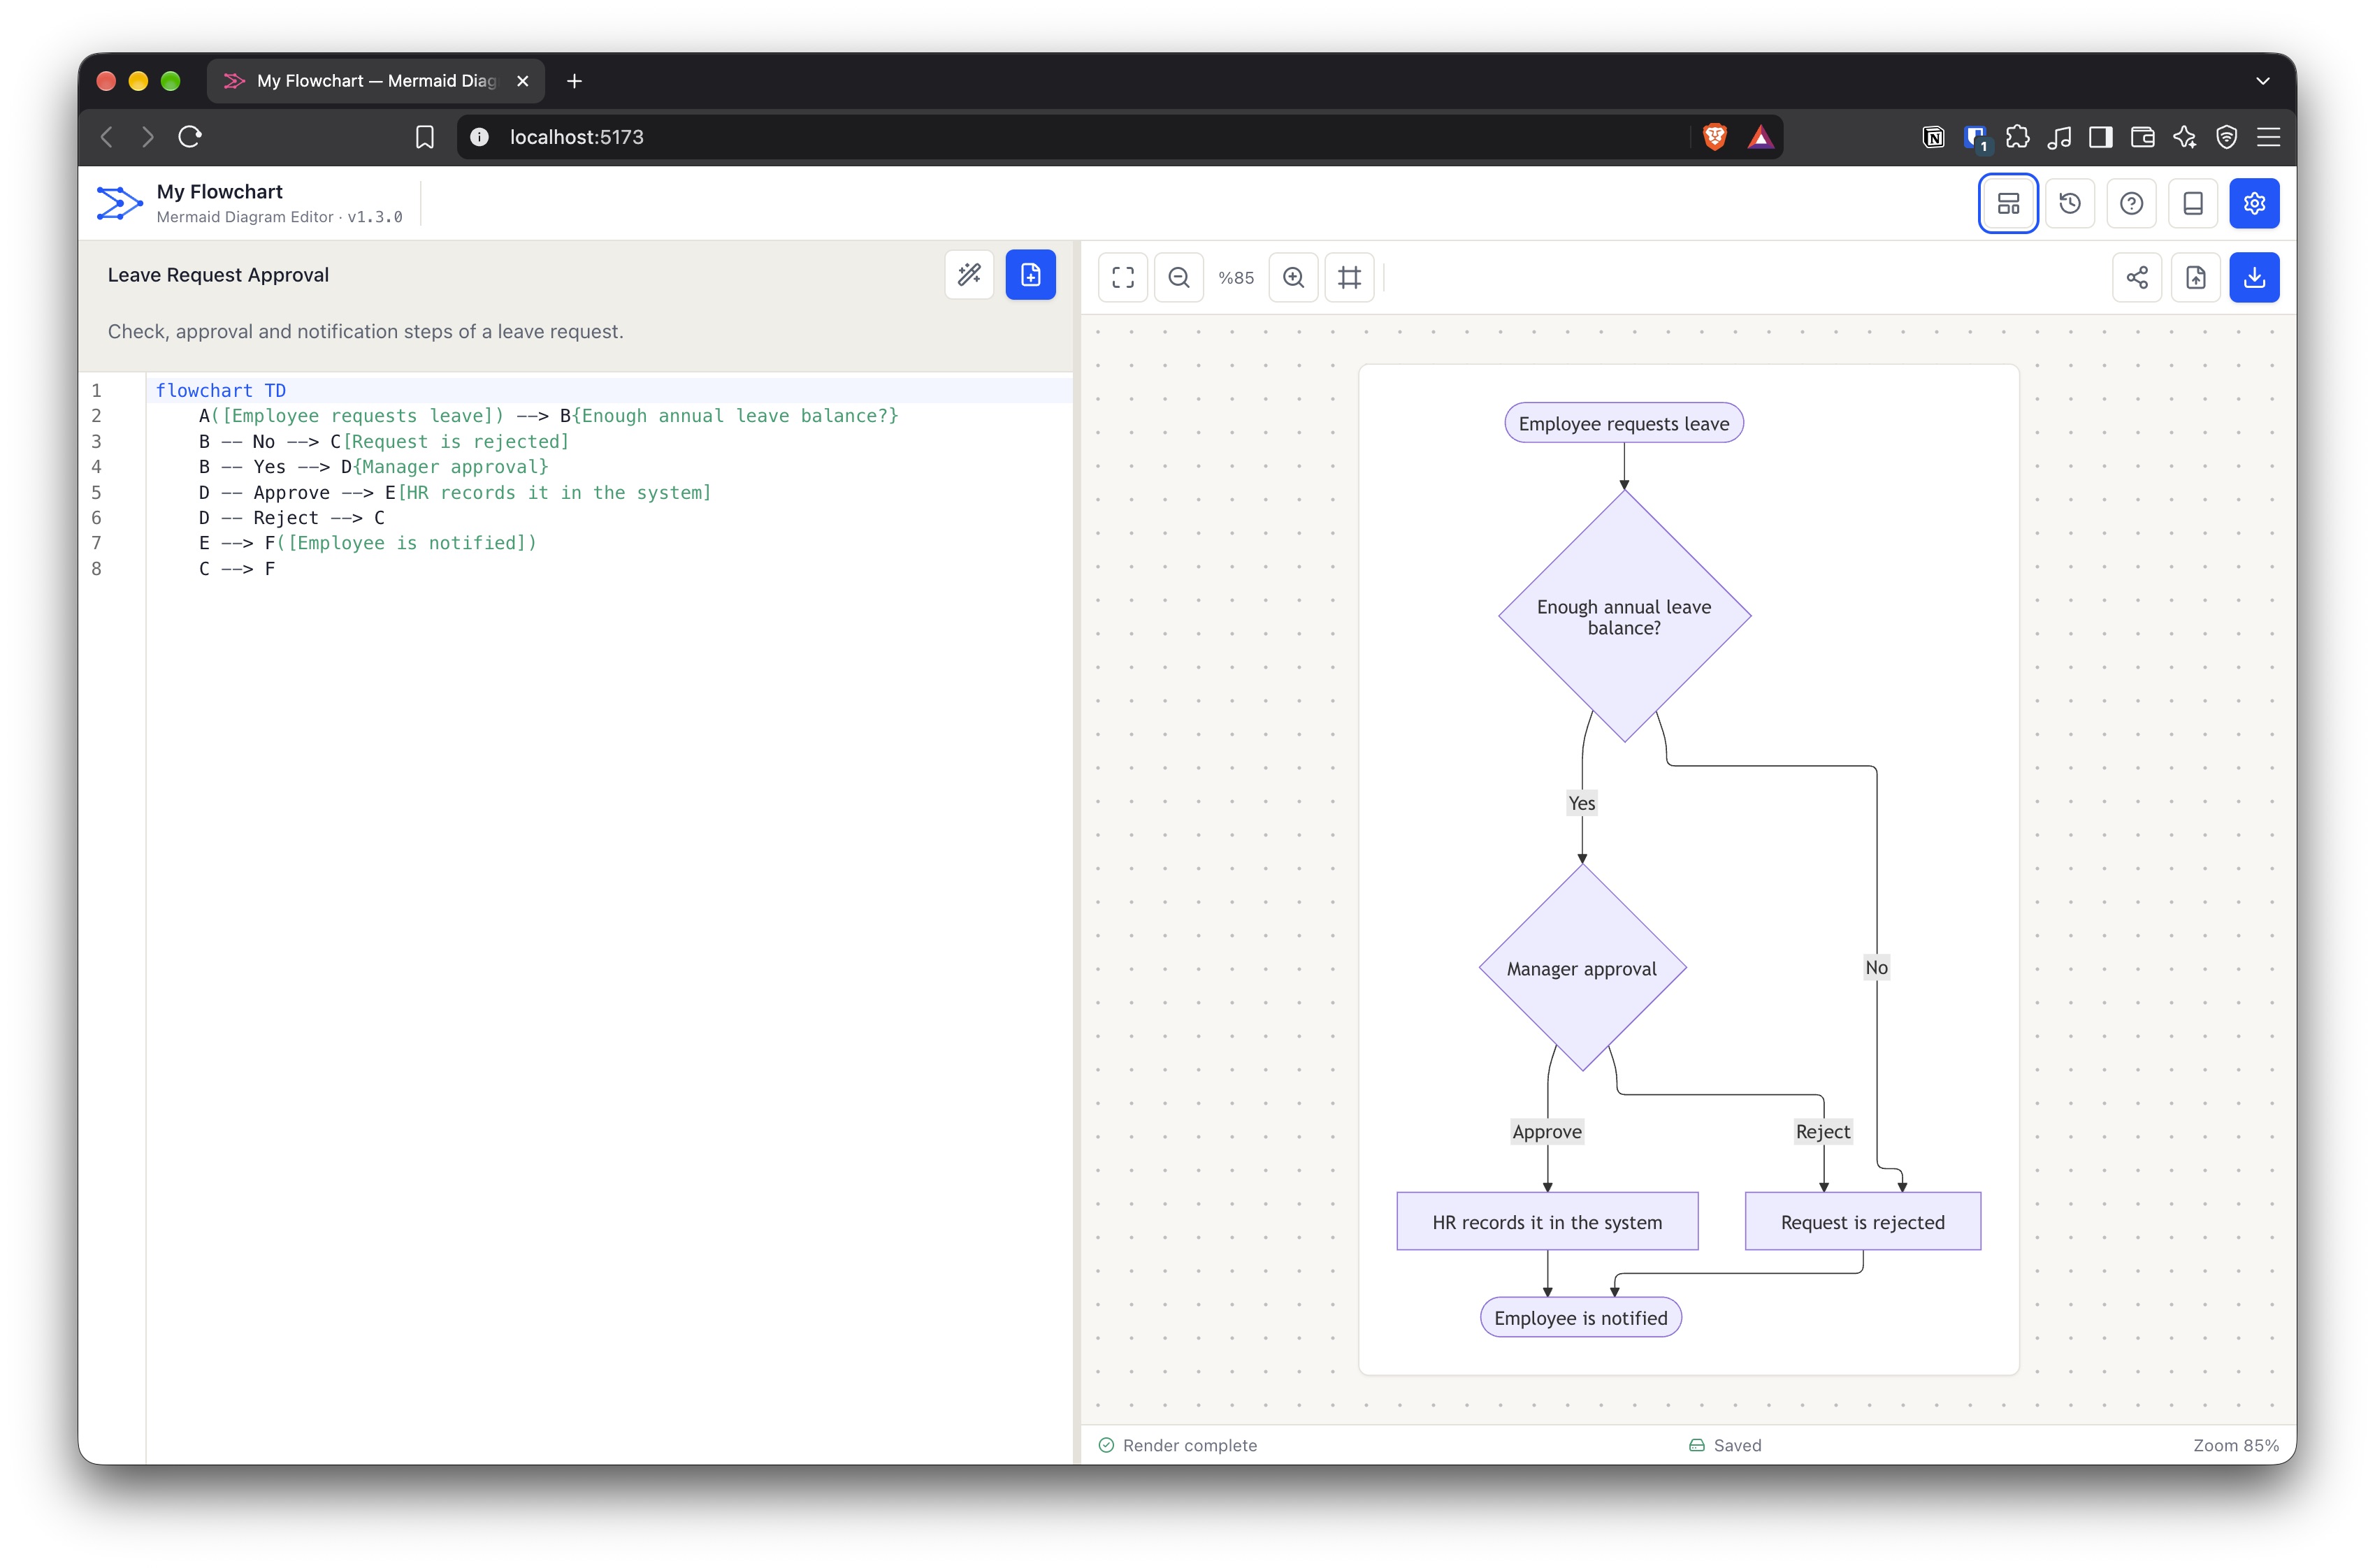 My Flowchart — Mermaid Diag
localhost:5173
1
My Flowchart
Mermaid Diagram Editor · v1.3.0
Leave Request Approval
Check, approval and notification steps of a leave request.
1 flowchart TD
2 A([Employee requests leave]) --> B{Enough annual leave balance?}
3 B -- No --> C[Request is rejected]
4 B -- Yes --> D{Manager approval}
5 D -- Approve --> E[HR records it in the system]
6 D -- Reject --> C
7 E --> F([Employee is notified])
8 C --> F
%85
Employee requests leave
Enough annual leave
balance?
Yes
Manager approval
No
Approve
Reject
HR records it in the system
Request is rejected
Employee is notified
Render complete
Saved
Zoom 85%